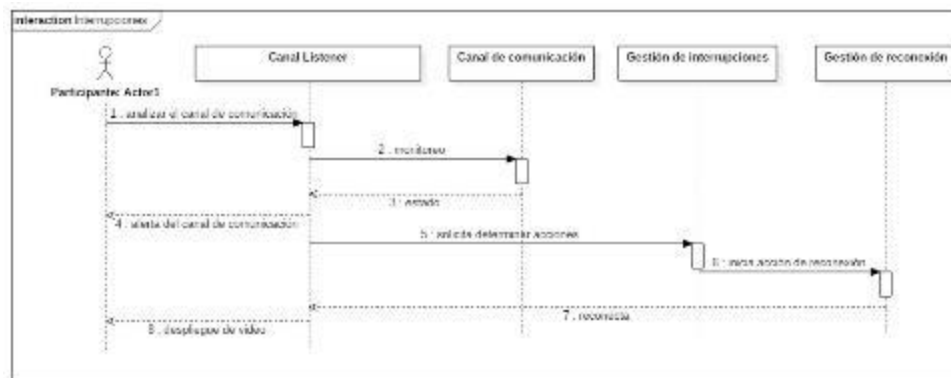 interaction Interrupciones
Canal Listener
Canal de comunicación
Gestión de interrupciones
Gestión de reconexión
Participante: Actor1
1 : analizar el canal de comunicación
2 : monitoreo
3 : estado
4 : alerta del canal de comunicación
5 : solicita determinar acciones
6 : inicia acción de reconexión
7 : reconecta
8 : despliegue de video